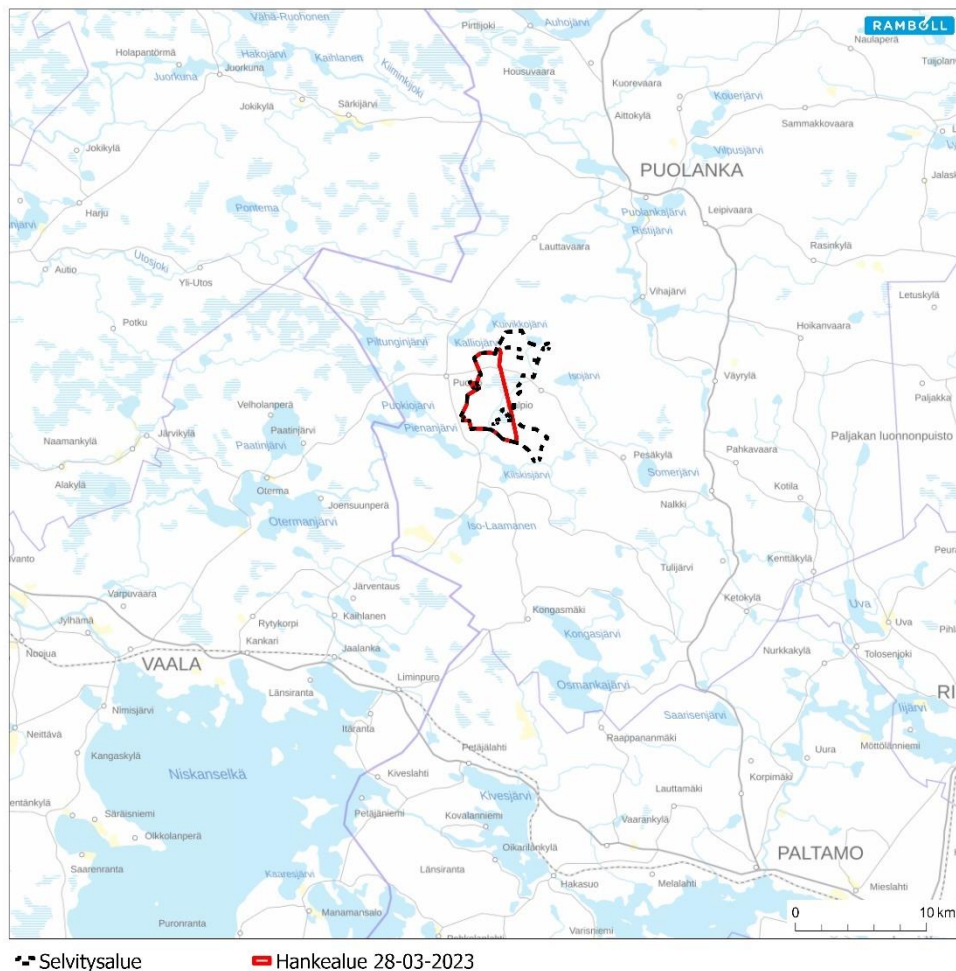 Vähä-Ruohonen
Pirttijoki
Auhojärvi
RAMBOLL
Naulaperä
Holapantörmä
Hakojärvi
Kaihlanen
Juorkuna
Juorkuna
Kiiminkijoki
Housuvaara
Kuorevaara
Kouerjärvi
Jokikylä
Särkijärvi
Aittokylä
Sammakkovaara
Jokikylä
Vilpusjärvi
PUOLANKA
Harju
Pontema
Puolankajärvi
Leipivaara
Ristijärvi
Lauttavaara
Rasinkylä
Autio
Utosjoki
Yli-Utos
Vihajärvi
Letuskylä
Potku
Kuivikkojärvi
Hoikanvaara
Piltunginjärvi
Kalliojärvi
Isojärvi
Väyrylä
Velholanperä
Puokiojärvi
Paljakka
Naamankylä
Järvikylä
Paatinjärvi
Paatinjärvi
Pienanjärvi
Paljakan luonnonpuisto
Pesäkylä
Pahkavaara
Alakylä
Oterma
Joensuunperä
Kiiskisjärvi
Somerjärvi
Kotila
Otermanjärvi
Iso-Laamanen
Nalkki
Tulijärvi
Kenttäkylä
Varpuvaara
Järventaus
Kongasmäki
Ketokylä
Uva
Uva
Jylhämä
Rytykorpi
Kaihlanen
Kongasjärvi
Noojua
Kankari
Jaalanka
Nurkkakylä
Tolosenjoki
VAALA
Liminpuro
Osmankajärvi
Länsiranta
Saarisenjärvi
Iijärvi
Nimisjärvi
Itäranta
Neittävä
Raappananmäki
Möttölänniemi
Kangaskylä
Petäjälahti
Uura
Niskanselkä
Kiveslahti
Korpimäki
Kivesjärvi
Lauttamäki
Petäjäniemi
Säräisniemi
Kovalanniemi
Vaarankylä
Olkkolanperä
Oikarilankylä
Saarenranta
Länsiranta
PALTAMO
Hakasuo
Melalahti
Mieslahti
Manamansalo
Puronranta
Varisniemi
0 10 km
Selvitysalue Hankealue 28-03-2023